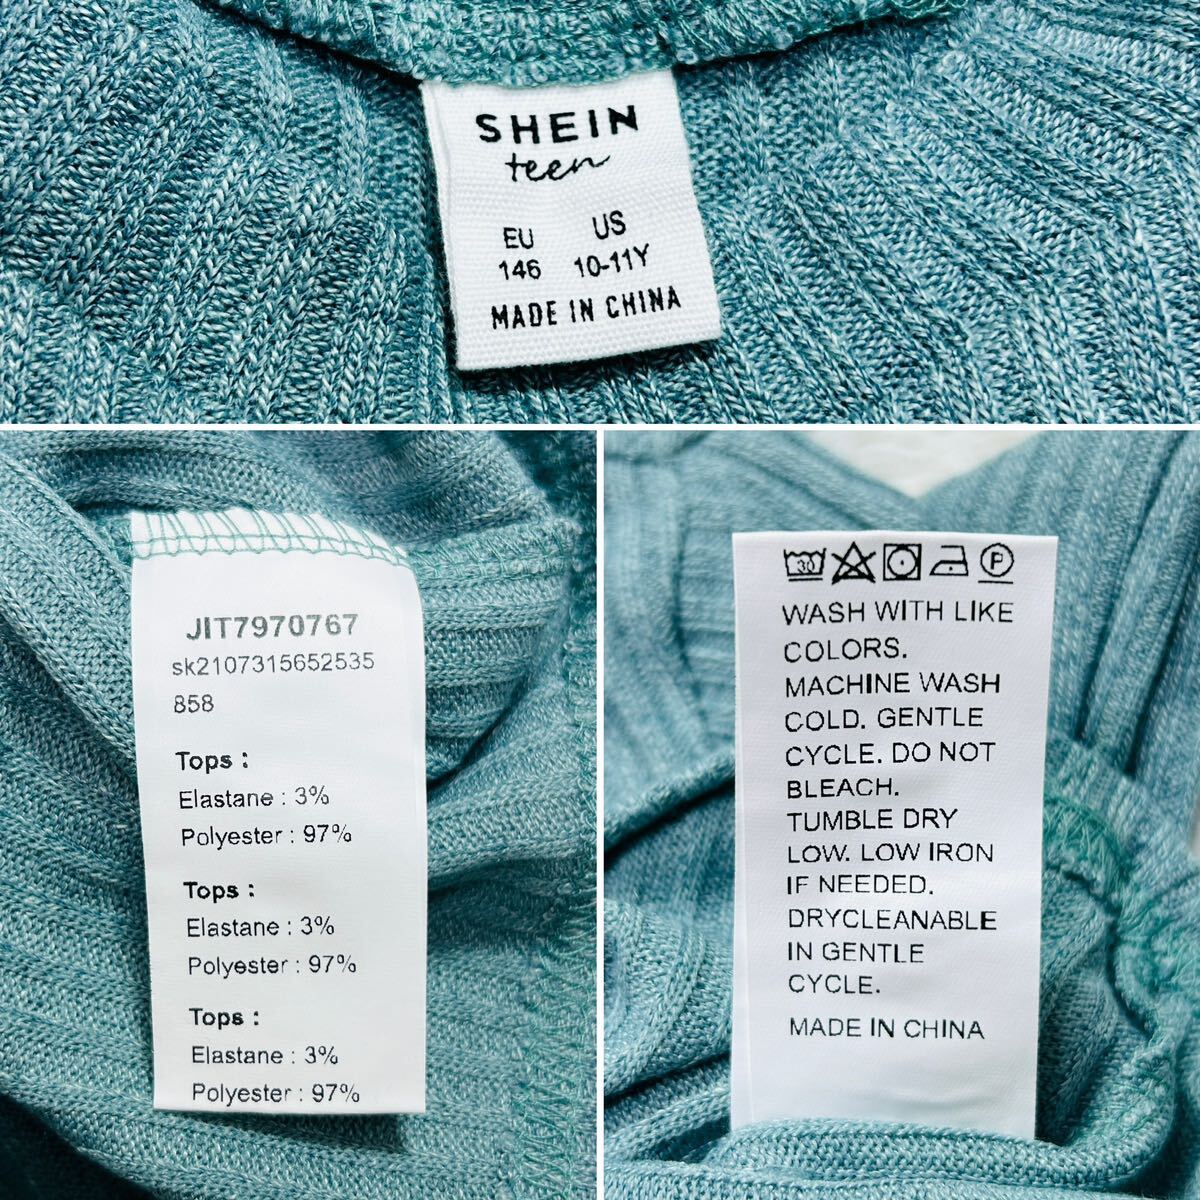 SHEIN
teen
EU US
146 10-11Y
MADE IN CHINA
JIT7970767
sk2107315652535
858
Tops :
Elastane : 3%
Polyester : 97%
Tops :
Elastane : 3%
Polyester : 97%
Tops :
Elastane : 3%
Polyester : 97%
30 P
WASH WITH LIKE
COLORS.
MACHINE WASH
COLD. GENTLE
CYCLE. DO NOT
BLEACH.
TUMBLE DRY
LOW. LOW IRON
IF NEEDED.
DRYCLEANABLE
IN GENTLE
CYCLE.
MADE IN CHINA